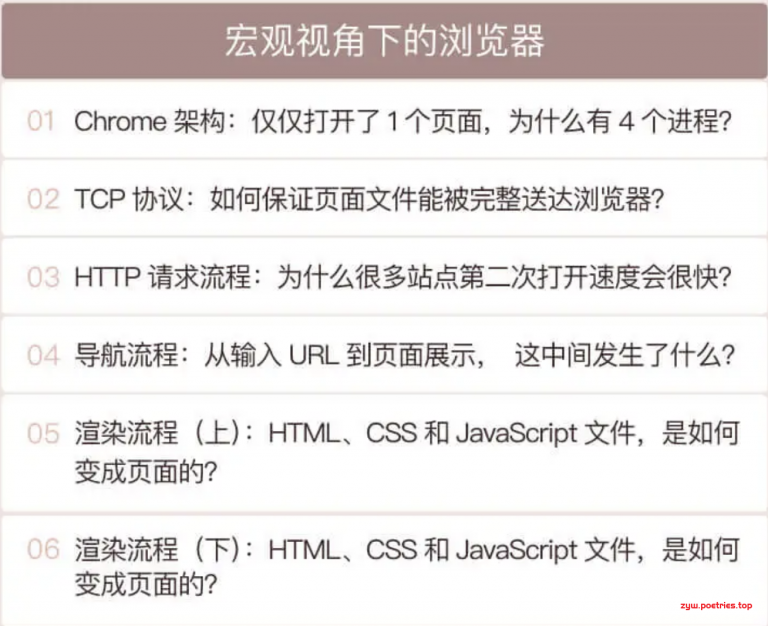 宏观视角下的浏览器
01 Chrome 架构：仅仅打开了 1 个页面，为什么有 4 个进程？
02 TCP 协议：如何保证页面文件能被完整送达浏览器？
03 HTTP 请求流程：为什么很多站点第二次打开速度会很快？
04 导航流程：从输入 URL 到页面展示， 这中间发生了什么？
05 渲染流程（上）：HTML、CSS 和 JavaScript 文件，是如何
变成页面的？
06 渲染流程（下）：HTML、CSS 和 JavaScript 文件，是如何
变成页面的？
zyw.poetries.top